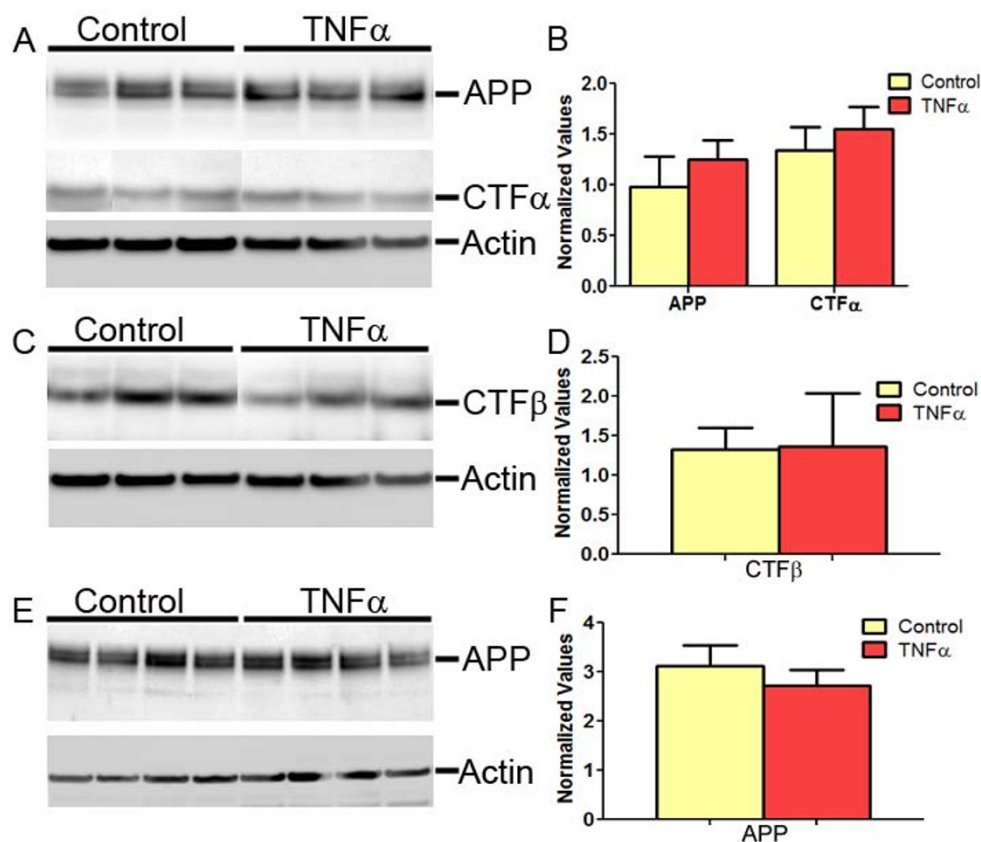 A
Control TNFα
APP
CTFα
Actin
B
Normalized Values
2.0
1.5
1.0
0.5
0.0
APP CTFα
Control
TNFα
C
Control TNFα
CTFβ
Actin
D
Normalized Values
2.5
2.0
1.5
1.0
0.5
0.0
CTFβ
Control
TNFα
E
Control TNFα
APP
Actin
F
Normalized Values
4
3
2
1
0
APP
Control
TNFα